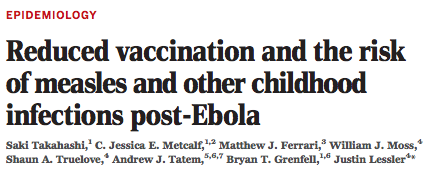 EPIDEMIOLOGY
Reduced vaccination and the risk
of measles and other childhood
infections post-Ebola
Saki Takahashi,¹ C. Jessica E. Metcalf,¹,² Matthew J. Ferrari,³ William J. Moss,⁴
Shaun A. Truelove,⁴ Andrew J. Tatem,⁵,⁶,⁷ Bryan T. Grenfell,¹,⁶ Justin Lessler⁴*